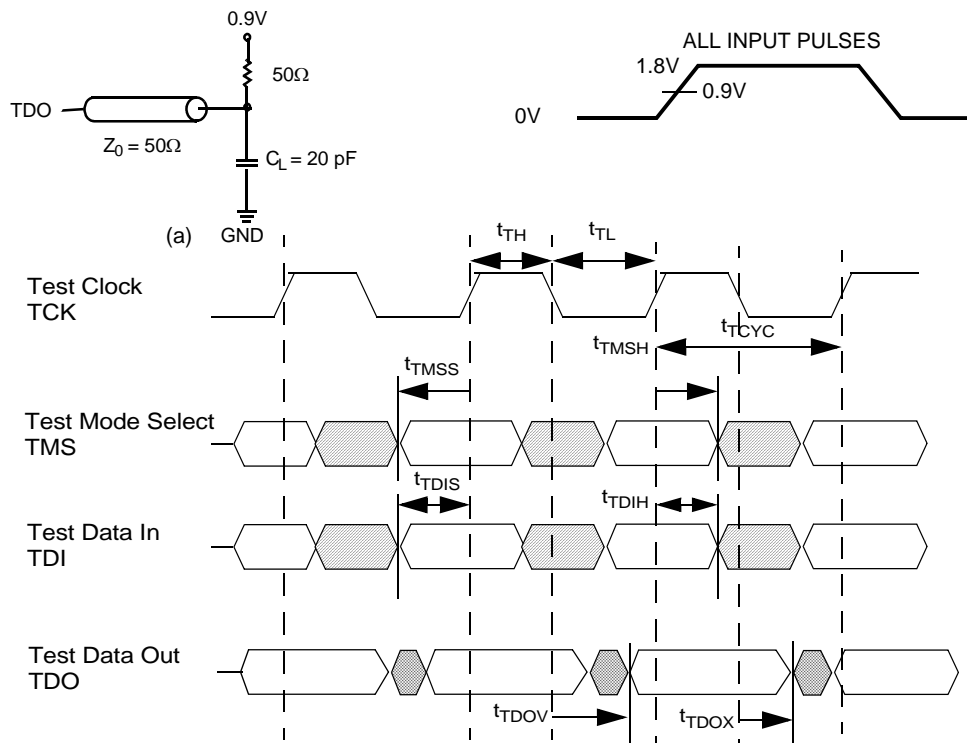 0.9V
50Ω
TDO
Z0 = 50Ω
CL = 20 pF
(a)
GND
ALL INPUT PULSES
1.8V
0.9V
0V
tTH
tTL
Test Clock
TCK
tTCYC
tTMSH
tTMSS
Test Mode Select
TMS
tTDIS
tTDIH
Test Data In
TDI
Test Data Out
TDO
tTDOV
tTDOX